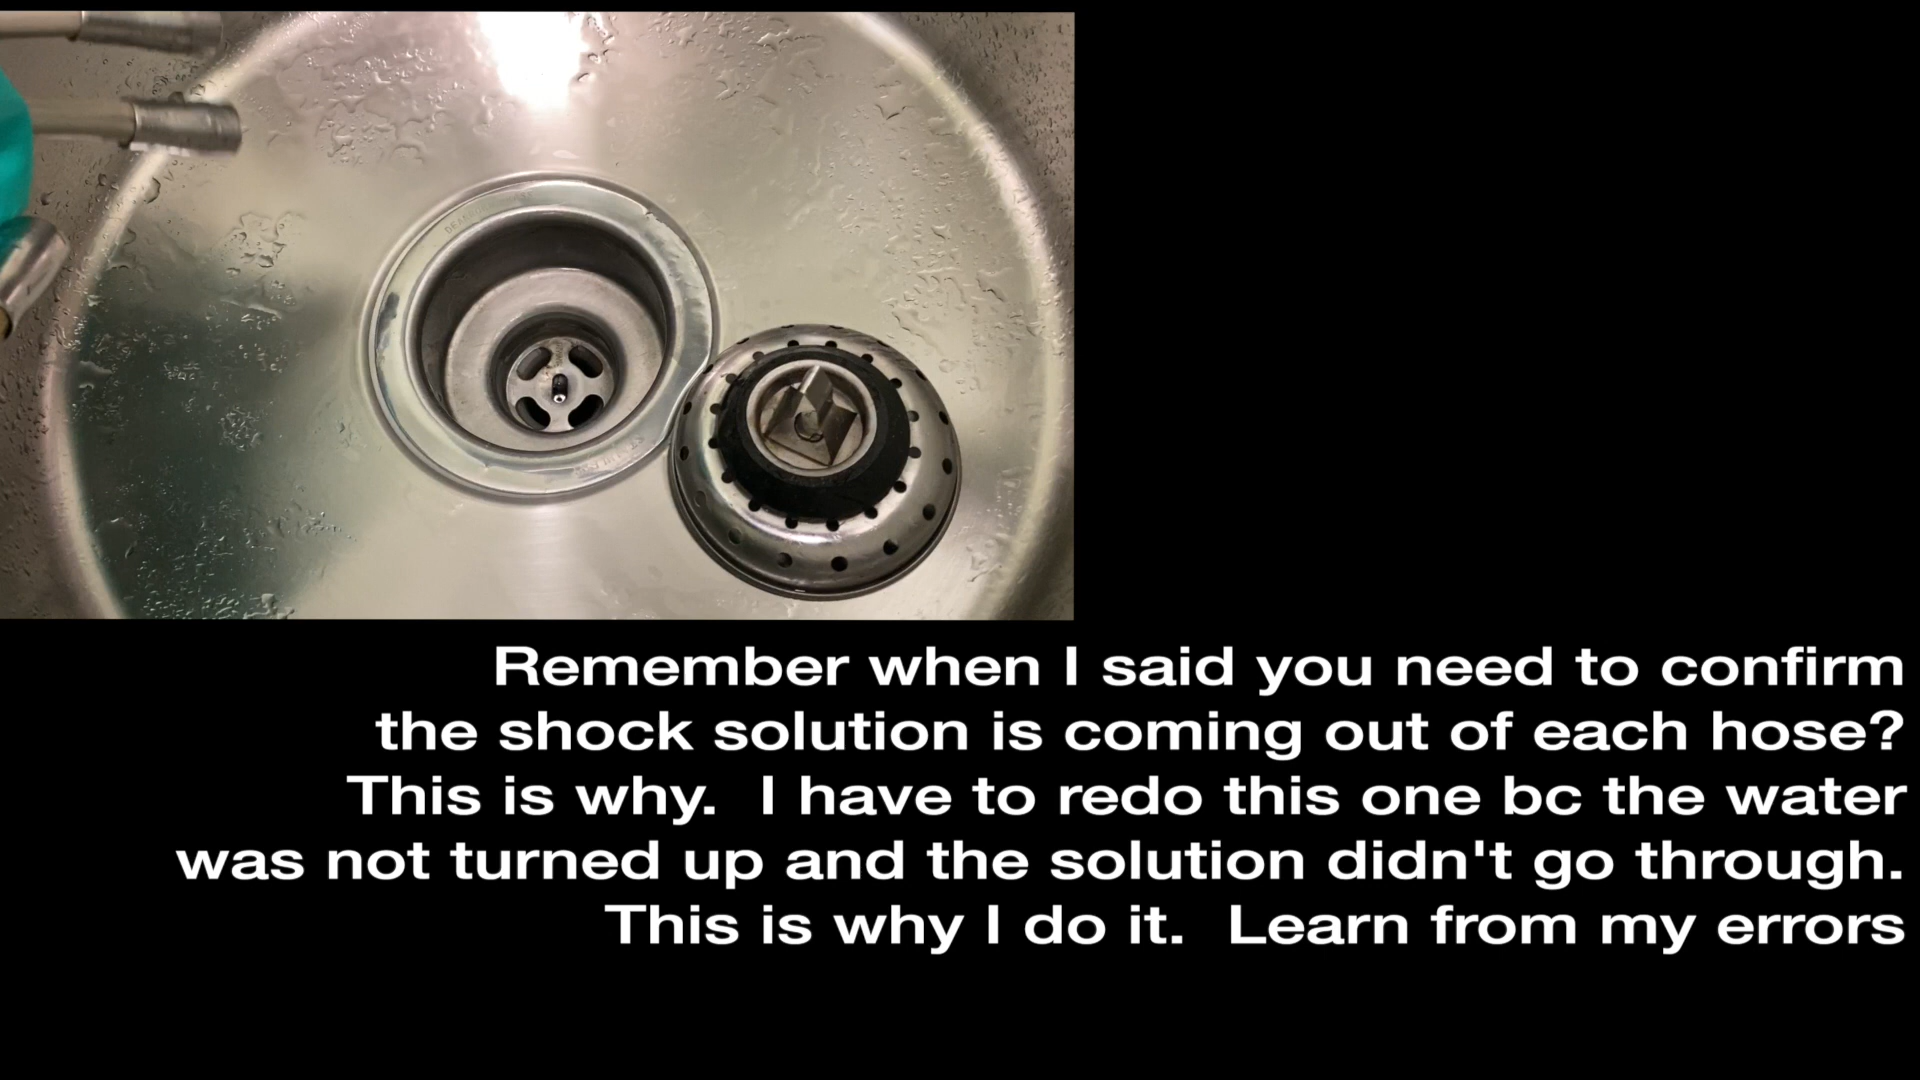 Remember when I said you need to confirm
the shock solution is coming out of each hose?
This is why.  I have to redo this one bc the water
was not turned up and the solution didn't go through.
This is why I do it.  Learn from my errors